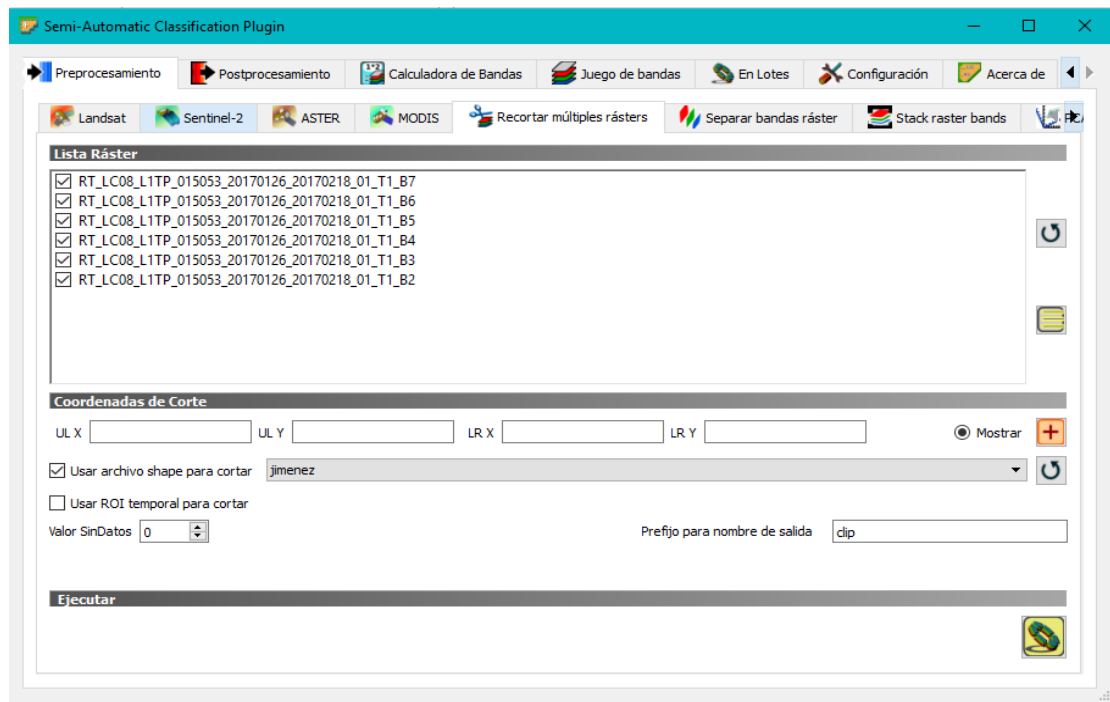 Semi-Automatic Classification Plugin
Preprocesamiento Postprocesamiento Calculadora de Bandas Juego de bandas En Lotes Configuración Acerca de
Landsat Sentinel-2 ASTER MODIS Recortar múltiples rásters Separar bandas ráster Stack raster bands
Lista Ráster
RT_LC08_L1TP_015053_20170126_20170218_01_T1_B7
RT_LC08_L1TP_015053_20170126_20170218_01_T1_B6
RT_LC08_L1TP_015053_20170126_20170218_01_T1_B5
RT_LC08_L1TP_015053_20170126_20170218_01_T1_B4
RT_LC08_L1TP_015053_20170126_20170218_01_T1_B3
RT_LC08_L1TP_015053_20170126_20170218_01_T1_B2
Coordenadas de Corte
UL X UL Y LR X LR Y Mostrar
Usar archivo shape para cortar jimenez
Usar ROI temporal para cortar
Valor SinDatos 0 Prefijo para nombre de salida clip
Ejecutar